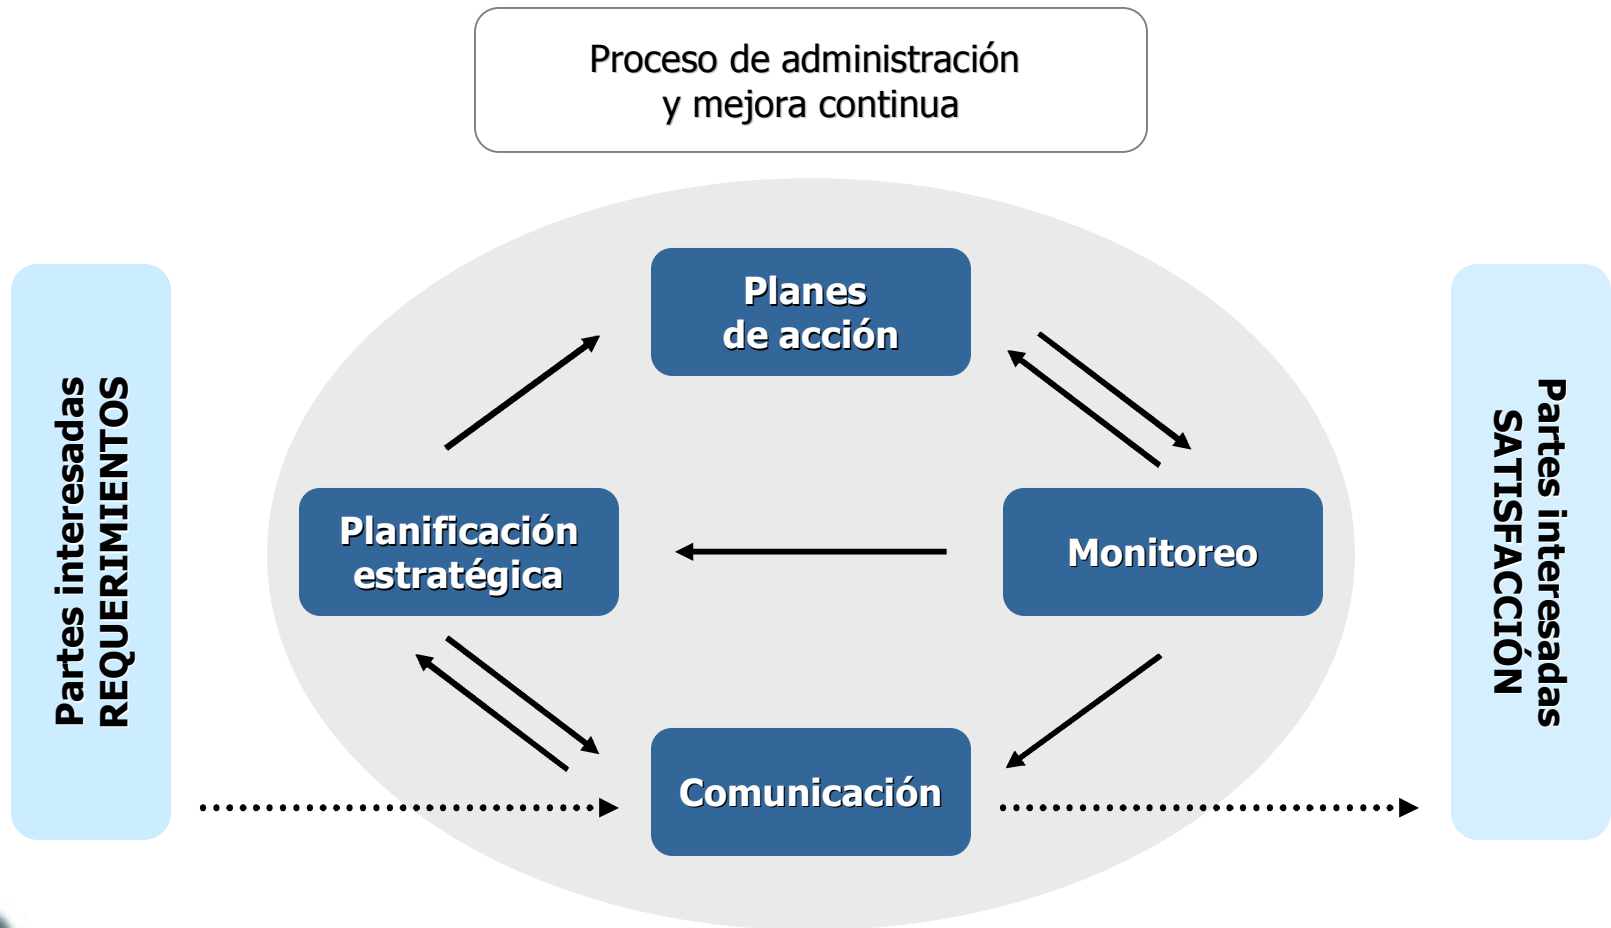 Proceso de administración
y mejora continua
Partes interesadas
REQUERIMIENTOS
Planes
de acción
Planificación
estratégica
Monitoreo
Comunicación
Partes interesadas
SATISFACCIÓN